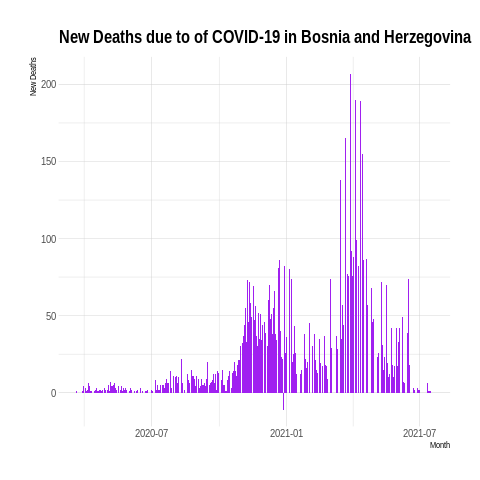 New Deaths due to of COVID-19 in Bosnia and Herzegovina
New Deaths
200
150
100
50
0
2020-07
2021-01
2021-07
Month